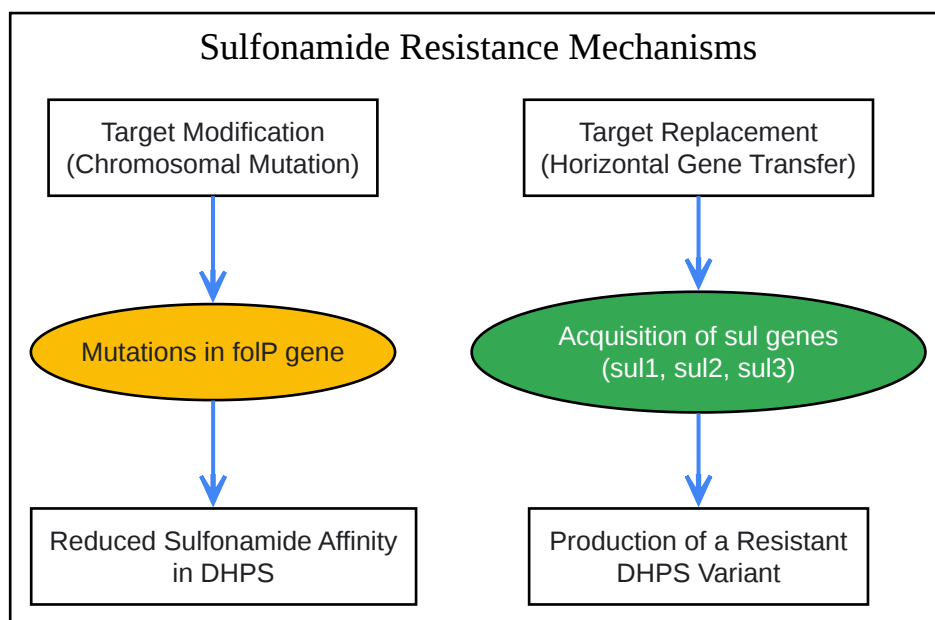 Sulfonamide Resistance Mechanisms
Target Modification
(Chromosomal Mutation)
Mutations in folP gene
Reduced Sulfonamide Affinity
in DHPS
Target Replacement
(Horizontal Gene Transfer)
Acquisition of sul genes
(sul1, sul2, sul3)
Production of a Resistant
DHPS Variant